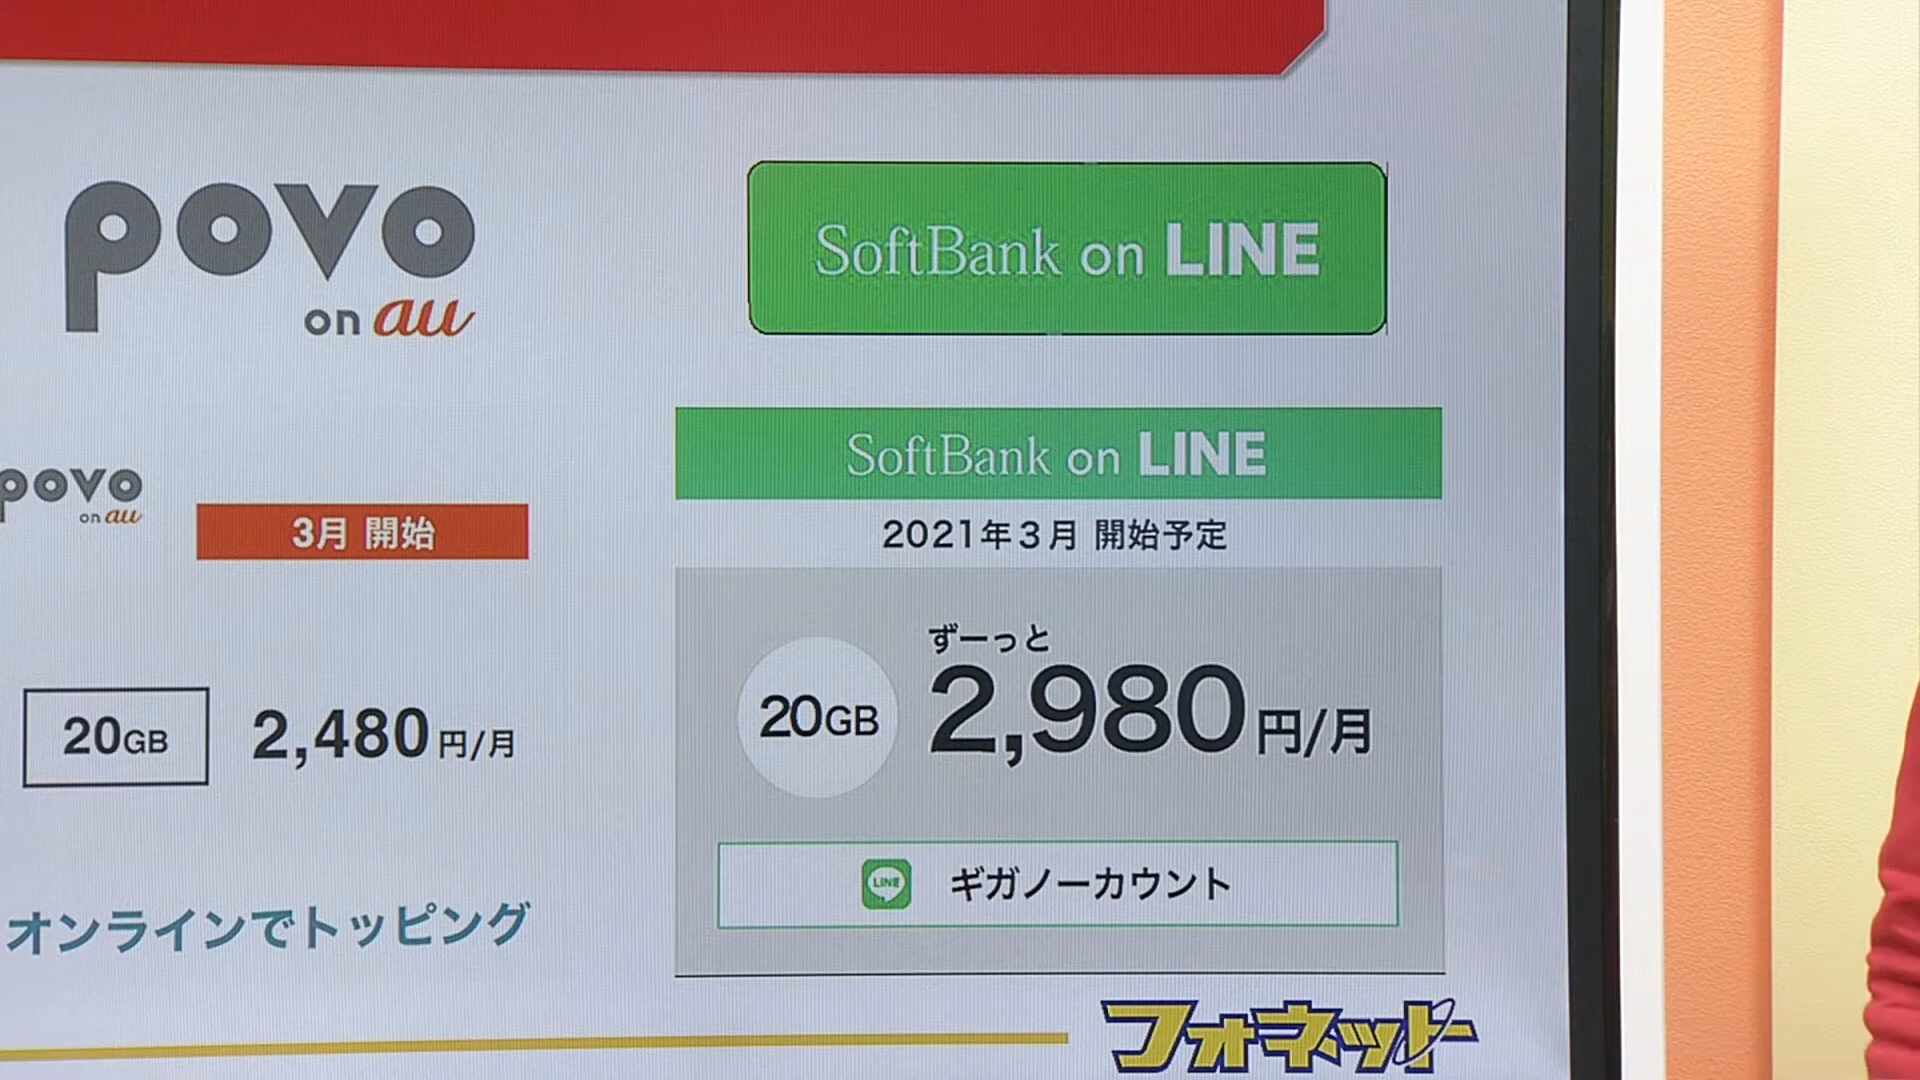 povo
on au
SoftBank on LINE
povo
on au
3月 開始
20GB
2,480円/月
オンラインでトッピング
SoftBank on LINE
2021年3月 開始予定
ずーっと
20GB
2,980円/月
LINE
ギガノーカウント
フォネット